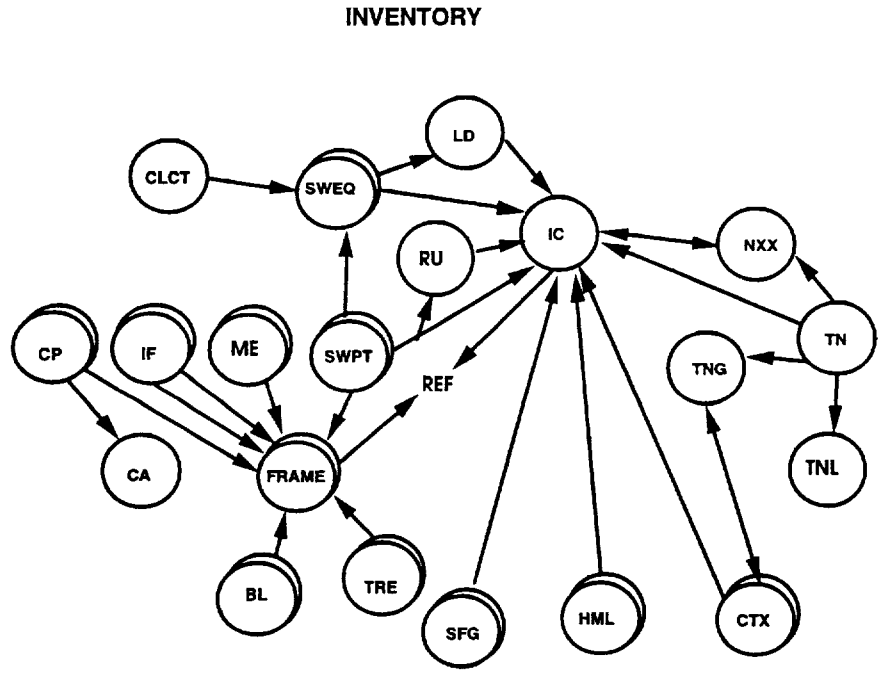 INVENTORY
LD
CLCT
SWEQ
IC
NXX
RU
CP
IF
ME
SWPT
TN
TNG
REF
CA
FRAME
TNL
BL
TRE
SFG
HML
CTX